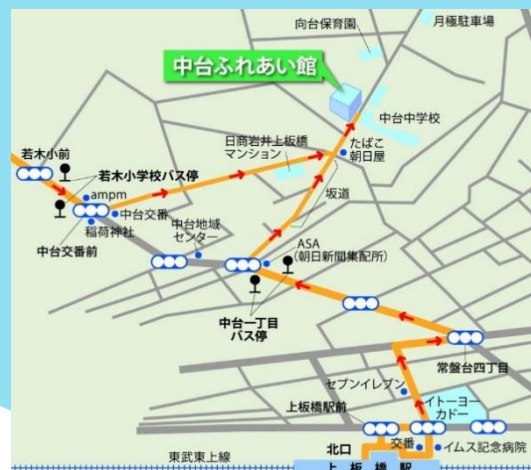 向台保育園
月極駐車場
中台ふれあい館
中台中学校
日商岩井上板橋
マンション
たばこ
朝日屋
若木小前
若木小学校バス停
ampm
中台交番
稲荷神社
中台交番前
中台地域
センター
坂道
ASA
(朝日新聞集配所)
中台一丁目
バス停
常盤台四丁目
セブンイレブン
イトーヨー
カドー
上板橋駅前
北口
交番
イムス記念病院
東武東上線
上板橋駅